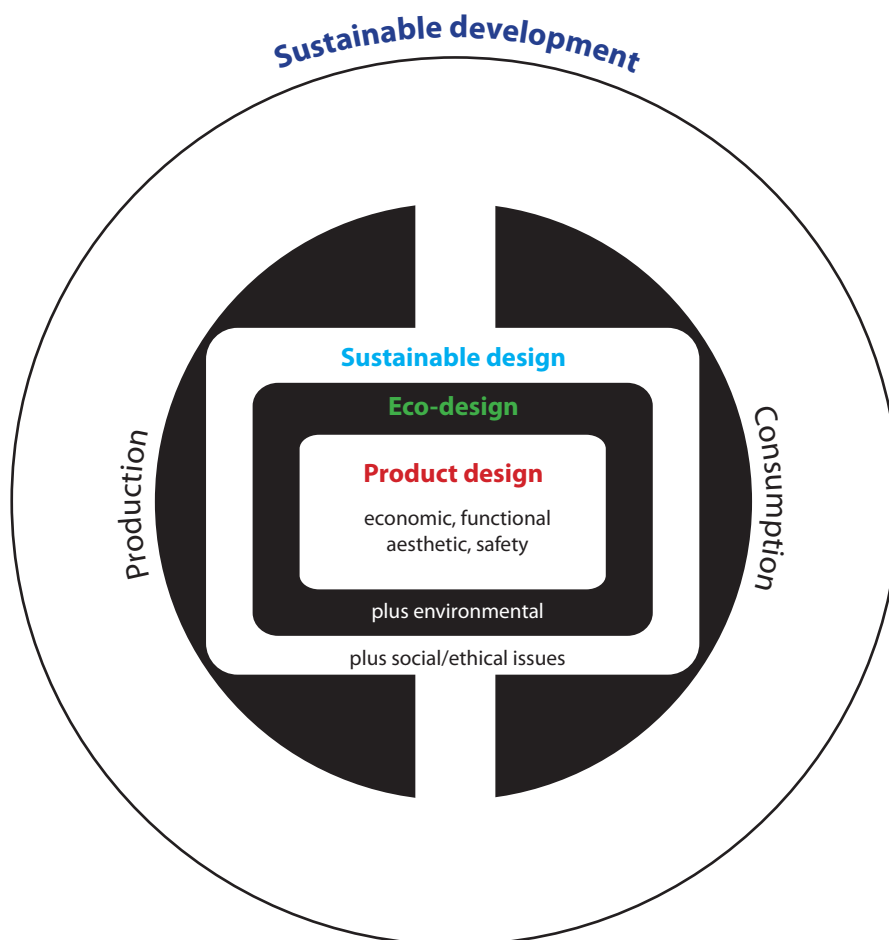 Sustainable development
Sustainable design
Eco-design
Production
Product design
economic, functional
aesthetic, safety
Consumption
plus environmental
plus social/ethical issues